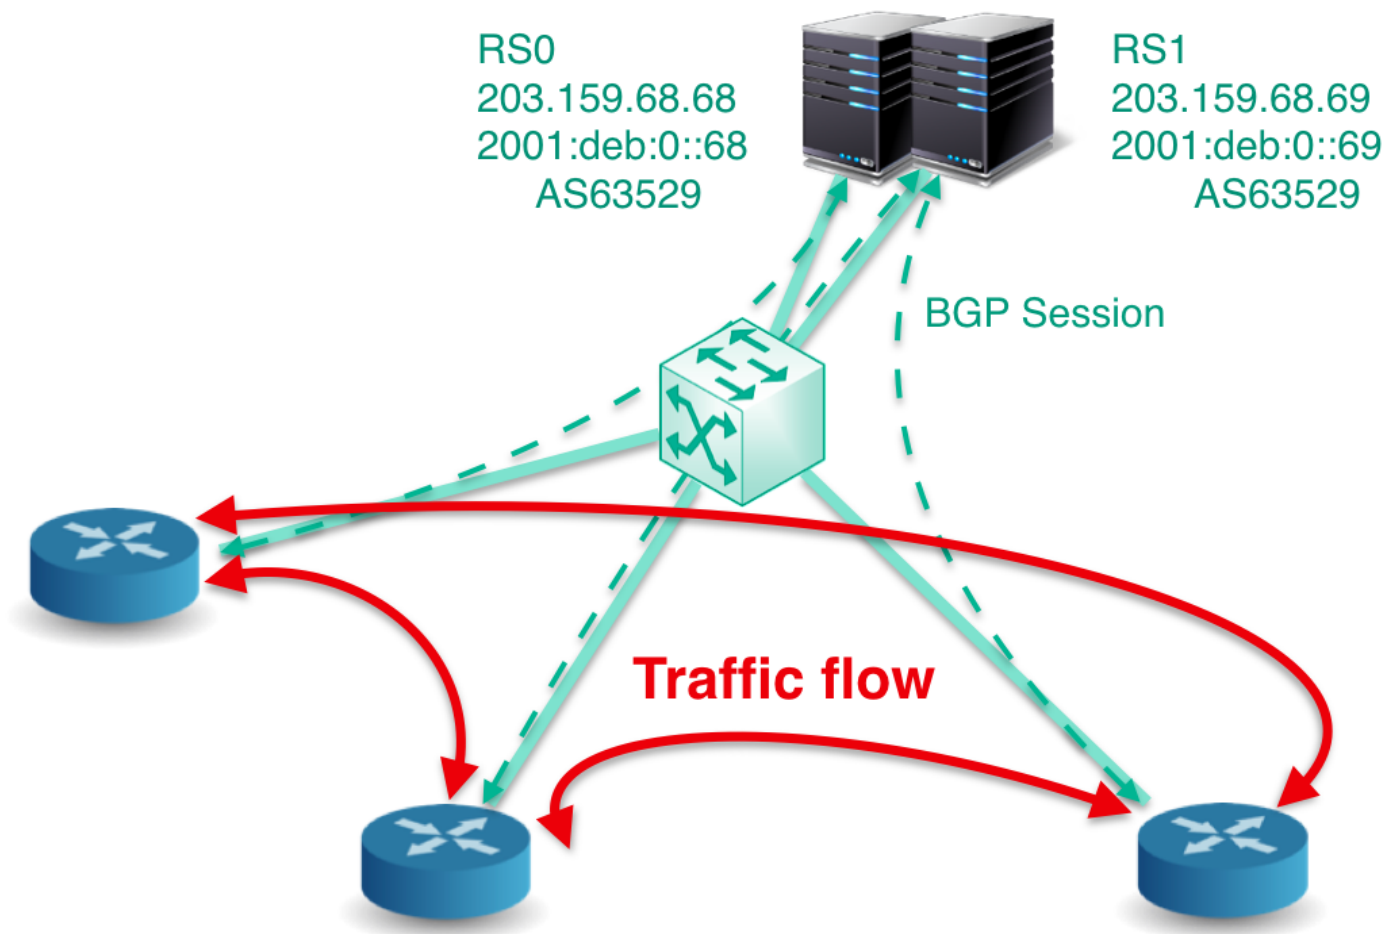 RS0
203.159.68.68
2001:deb:0::68
AS63529
RS1
203.159.68.69
2001:deb:0::69
AS63529
BGP Session
Traffic flow